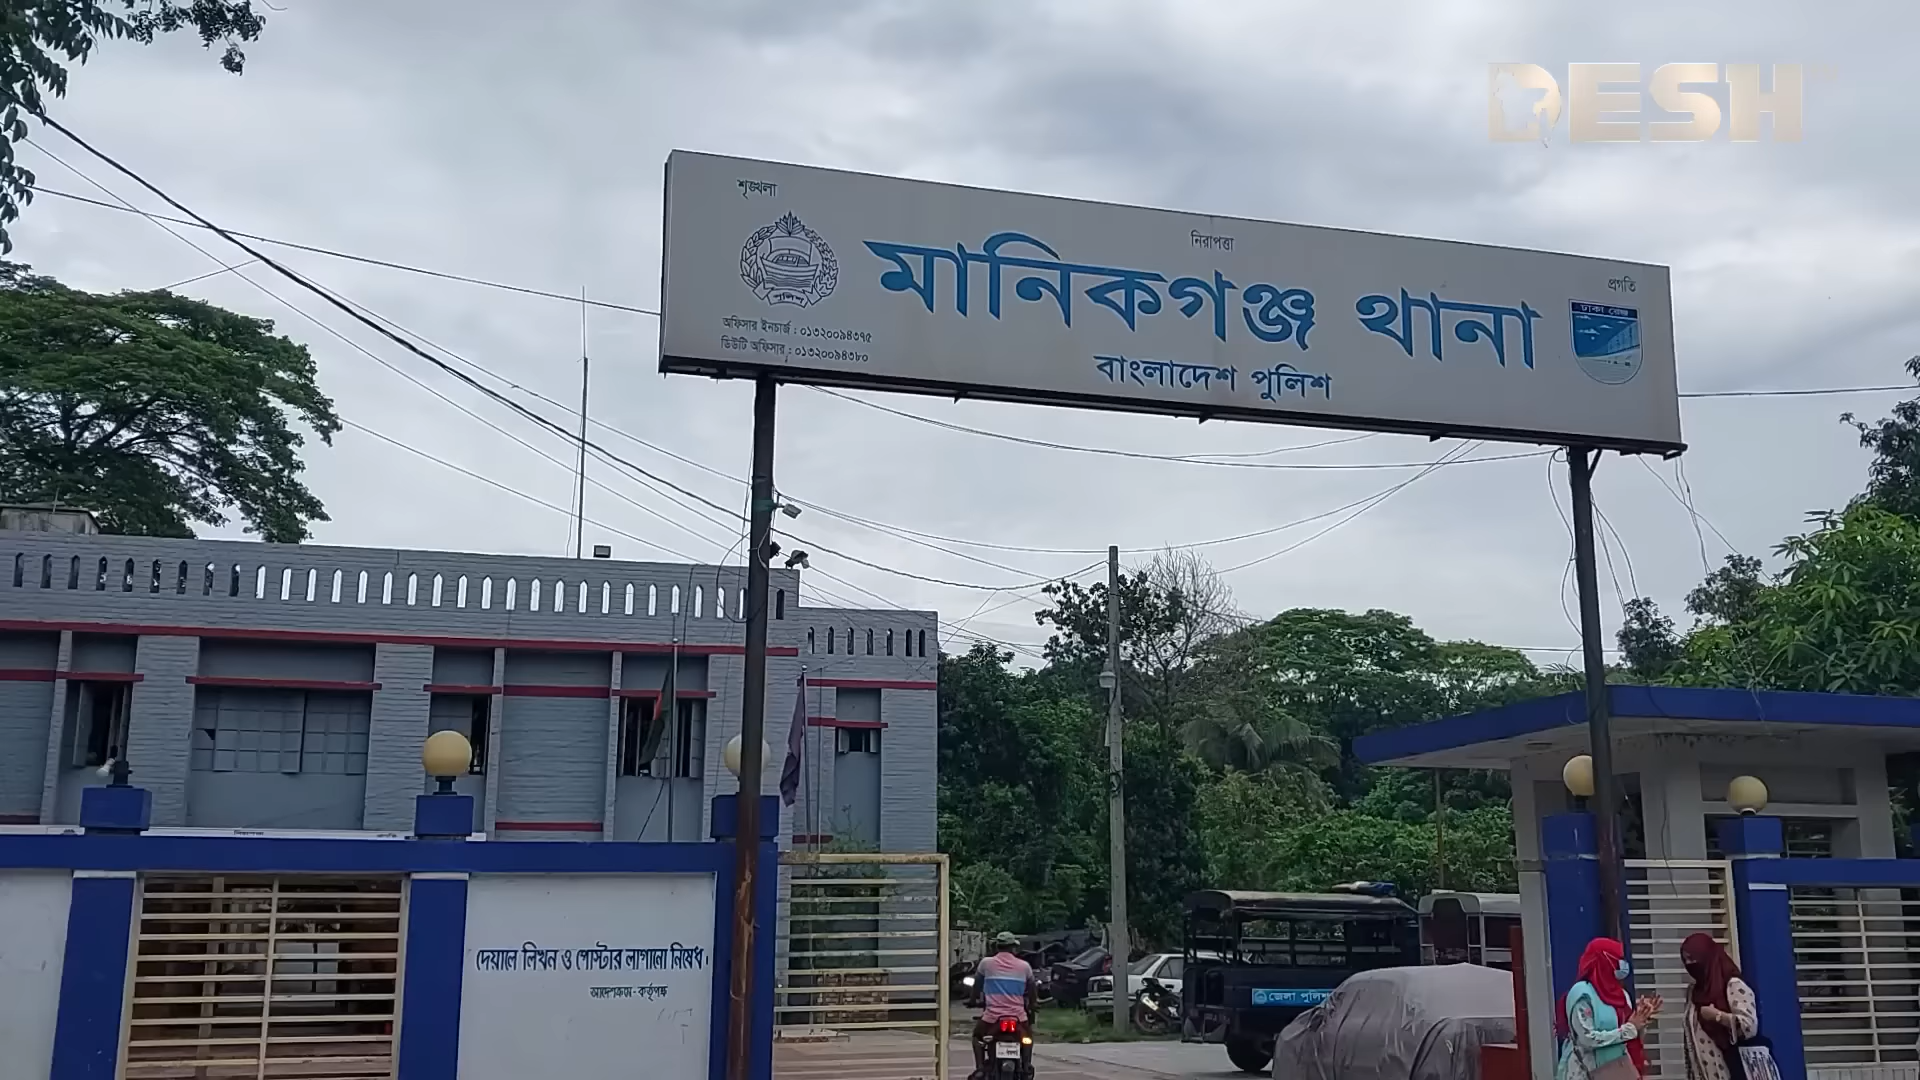 DESH
শৃঙ্খলা
নিরাপত্তা
প্রগতি
মানিকগঞ্জ থানা
পুলিশ
ঢাকা রেঞ্জ
অফিসার ইনচার্জ : ০১৩২০০৯৪৩৭৫
ডিউটি অফিসার : ০১৩২০০৯৪৩৮০
বাংলাদেশ পুলিশ
দেয়ালে লিখন ও পোস্টার লাগানো নিষেধ।
আদেশক্রমে - কর্তৃপক্ষ
জেলা পুলিশ